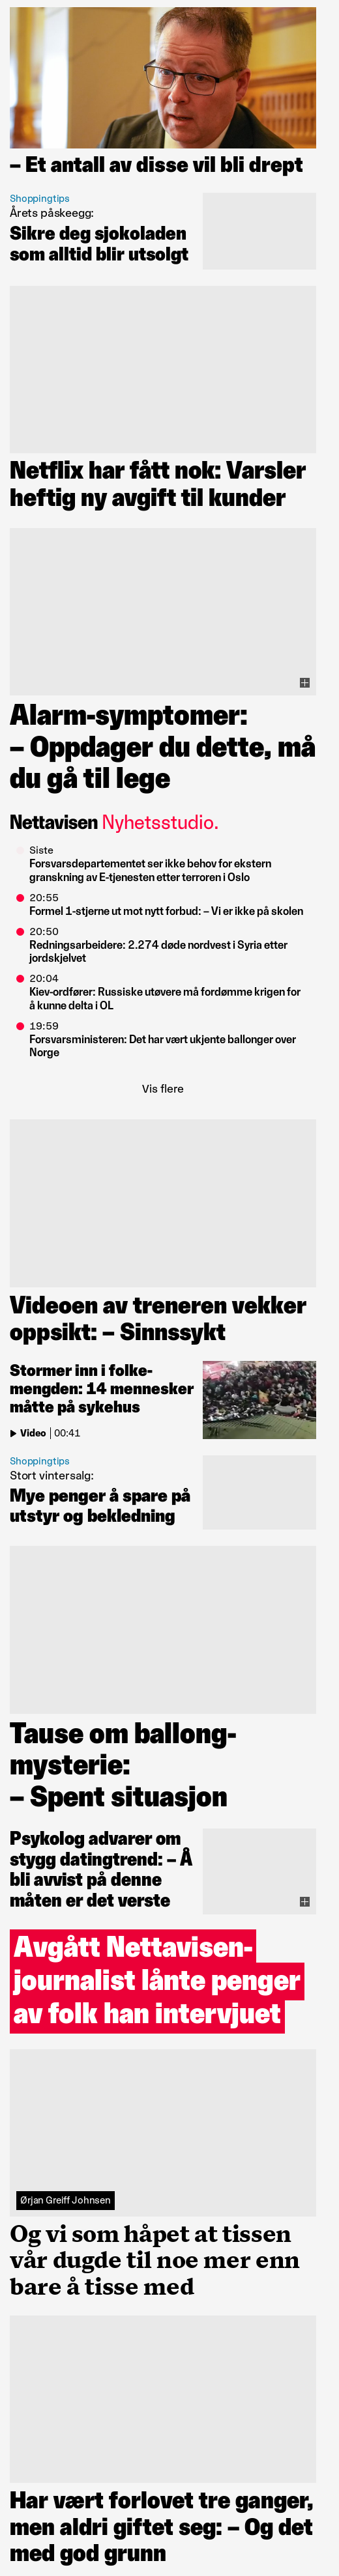 – Et antall av disse vil bli drept
Shoppingtips
Årets påskeegg:
Sikre deg sjokoladen
som alltid blir utsolgt
Netflix har fått nok: Varsler
heftig ny avgift til kunder
Alarm-symptomer:
– Oppdager du dette, må
du gå til lege
Nettavisen Nyhetsstudio.
Siste
Forsvarsdepartementet ser ikke behov for ekstern
granskning av E-tjenesten etter terroren i Oslo
20:55
Formel 1-stjerne ut mot nytt forbud: – Vi er ikke på skolen
20:50
Redningsarbeidere: 2.274 døde nordvest i Syria etter
jordskjelvet
20:04
Kiev-ordfører: Russiske utøvere må fordømme krigen for
å kunne delta i OL
19:59
Forsvarsministeren: Det har vært ukjente ballonger over
Norge
Vis flere
Videoen av treneren vekker
oppsikt: – Sinnssykt
Stormer inn i folke-
mengden: 14 mennesker
måtte på sykehus
Video | 00:41
Shoppingtips
Stort vintersalg:
Mye penger å spare på
utstyr og bekledning
Tause om ballong-
mysterie:
– Spent situasjon
Psykolog advarer om
stygg datingtrend: – Å
bli avvist på denne
måten er det verste
Avgått Nettavisen-
journalist lånte penger
av folk han intervjuet
Ørjan Greiff Johnsen
Og vi som håpet at tissen
vår dugde til noe mer enn
bare å tisse med
Har vært forlovet tre ganger,
men aldri giftet seg: – Og det
med god grunn